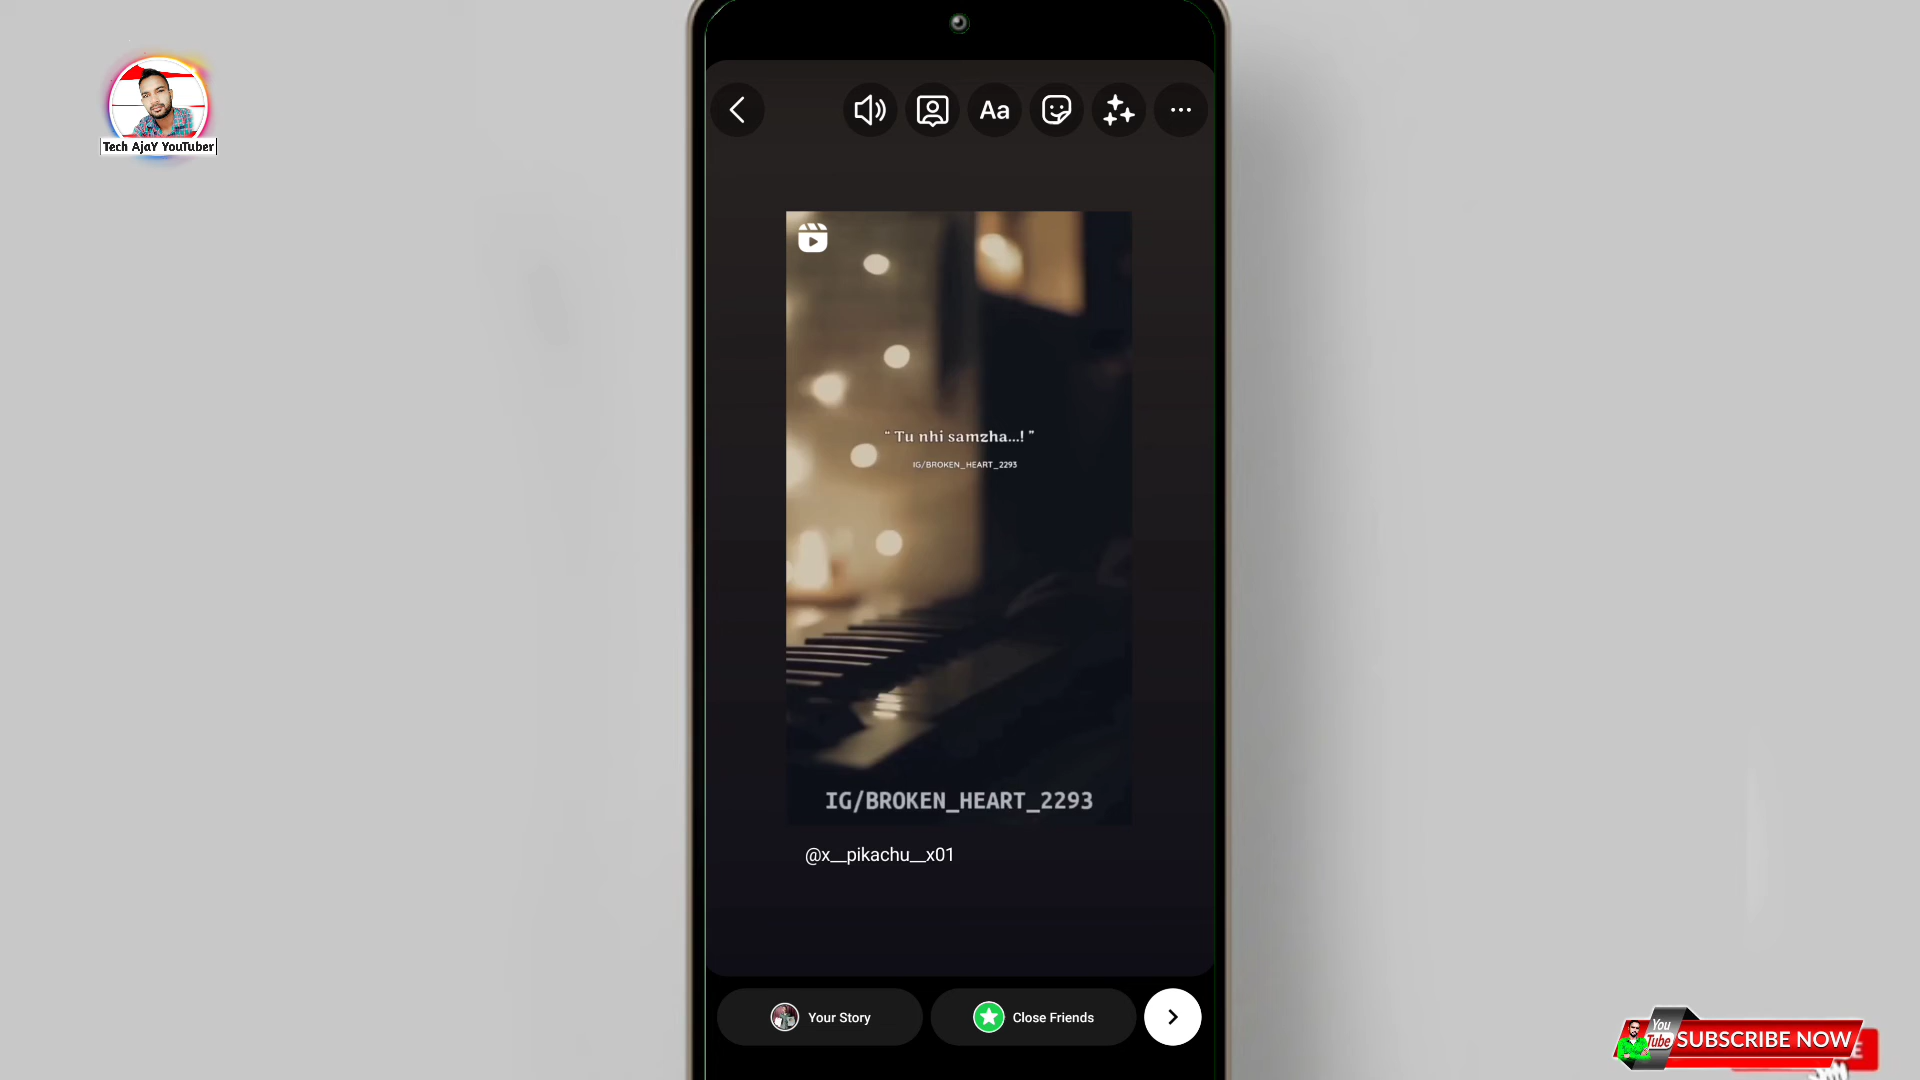 Tech AjaY YouTuber
Aa
“ Tu nhi samzha...! ”
IG/BROKEN_HEART_2293
IG/BROKEN_HEART_2293
@x__pikachu__x01
Your Story
Close Friends
You
Tube
SUBSCRIBE NOW